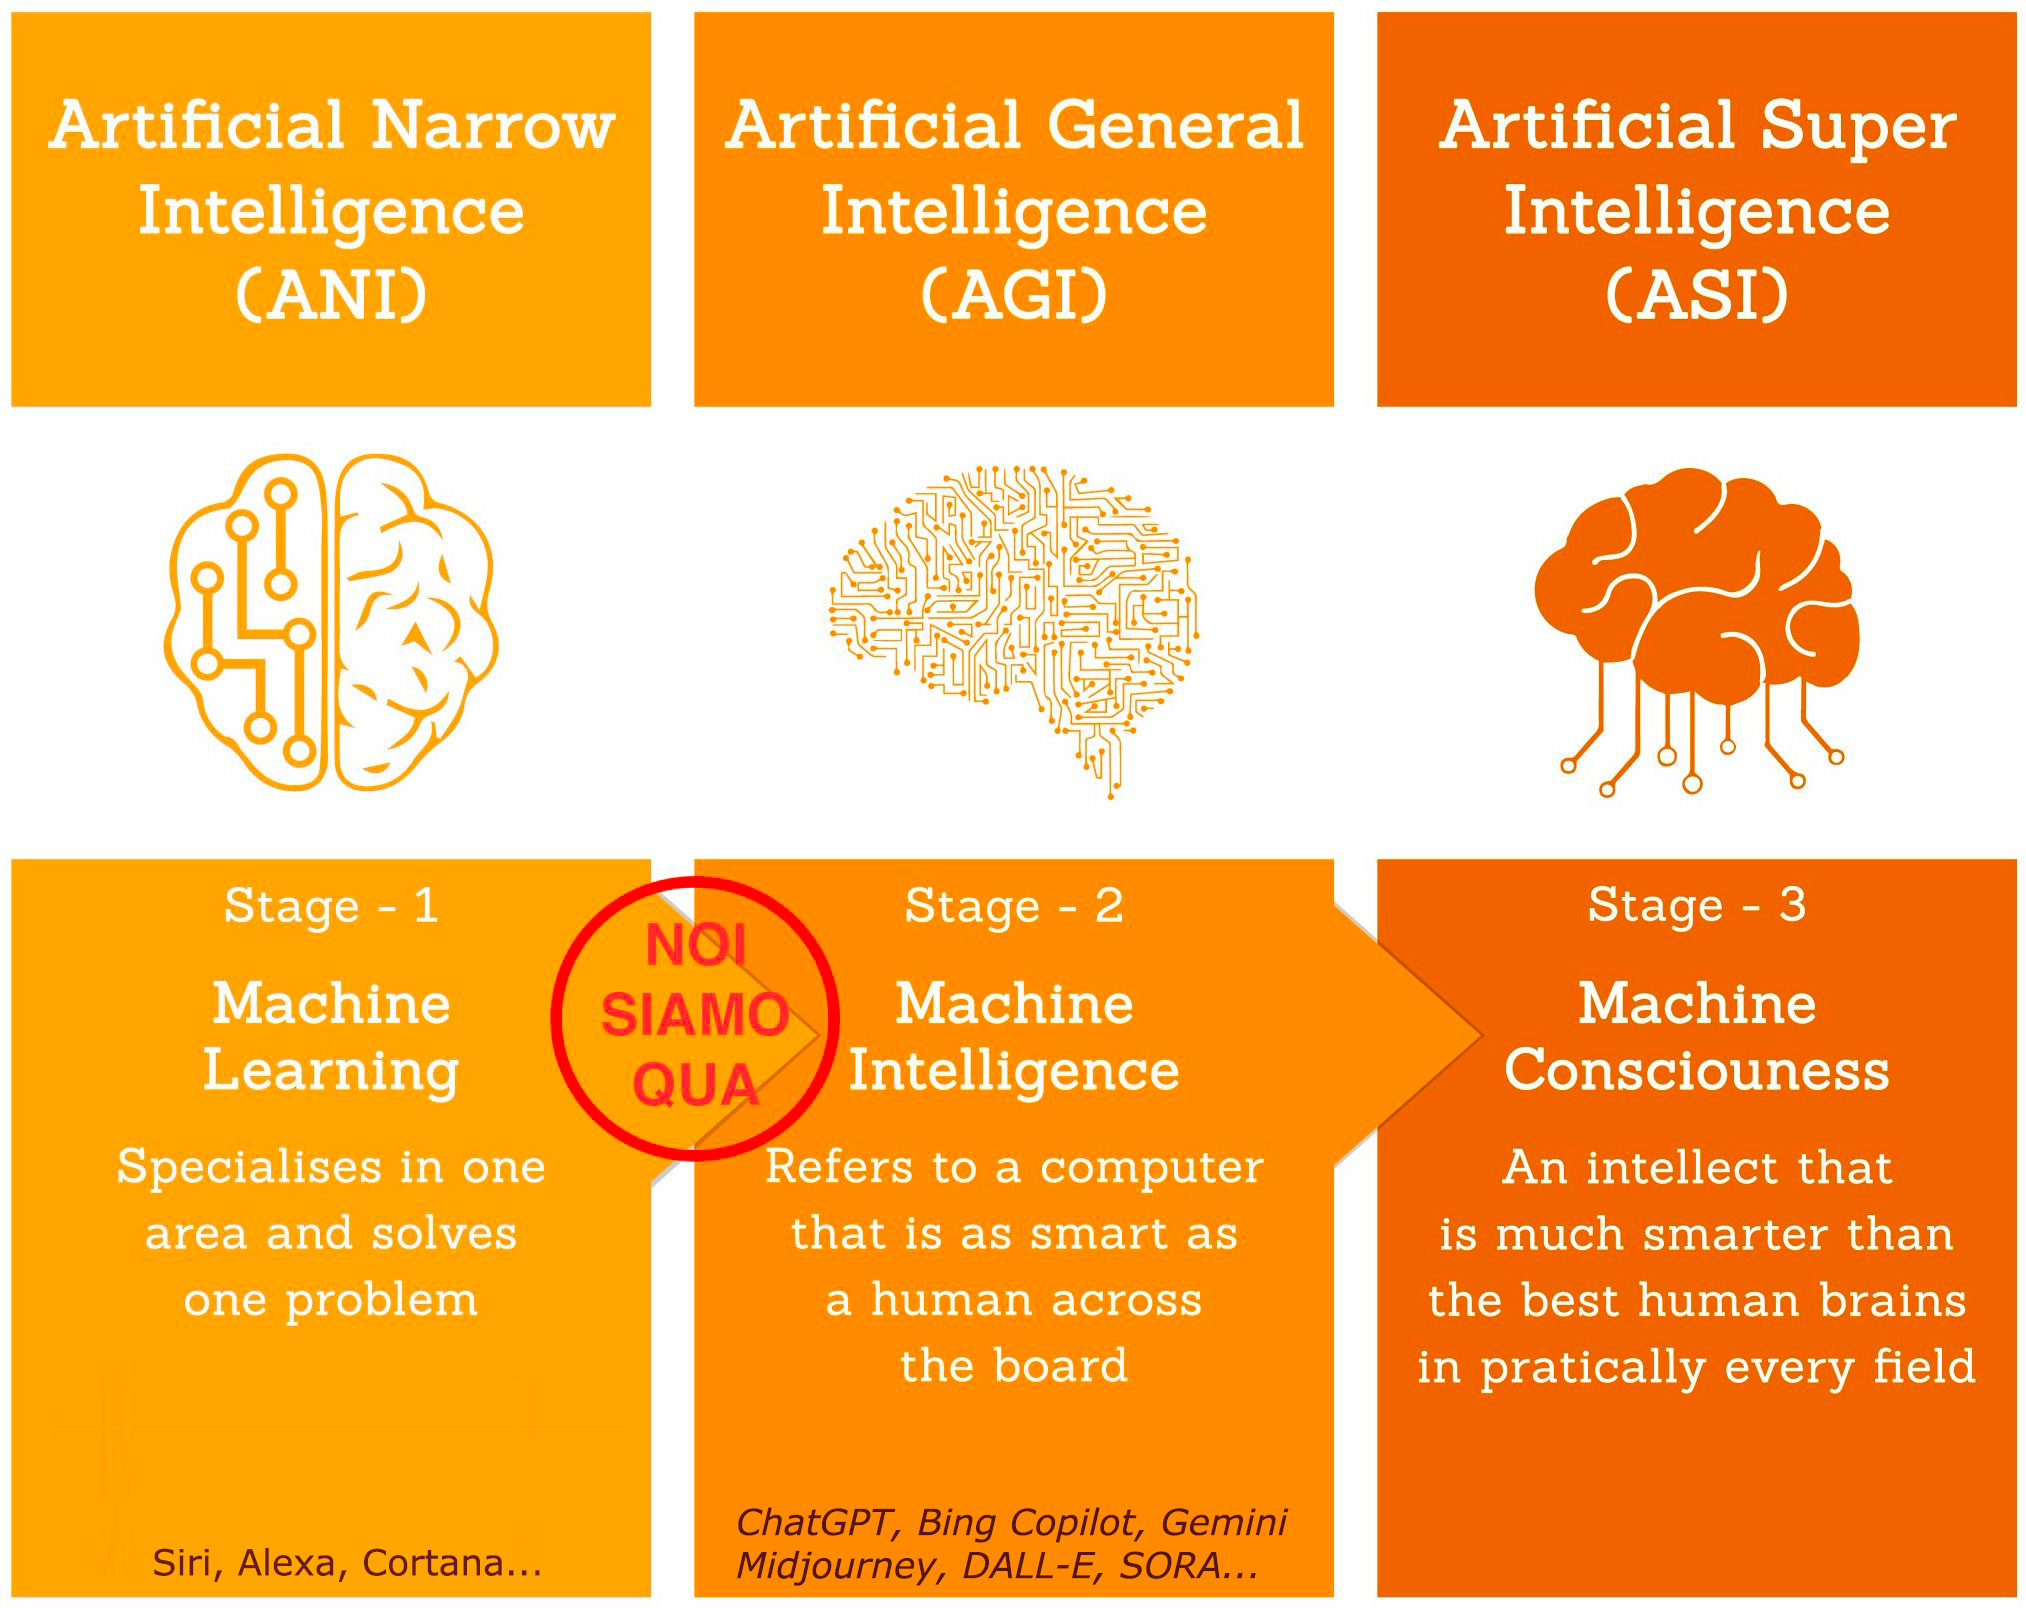 Artificial Narrow
Intelligence
(ANI)
Artificial General
Intelligence
(AGI)
Artificial Super
Intelligence
(ASI)
Stage - 1
Machine
Learning
Specialises in one
area and solves
one problem
Siri, Alexa, Cortana...
NOI
SIAMO
QUA
Stage - 2
Machine
Intelligence
Refers to a computer
that is as smart as
a human across
the board
ChatGPT, Bing Copilot, Gemini
Midjourney, DALL-E, SORA...
Stage - 3
Machine
Consciouness
An intellect that
is much smarter than
the best human brains
in pratically every field